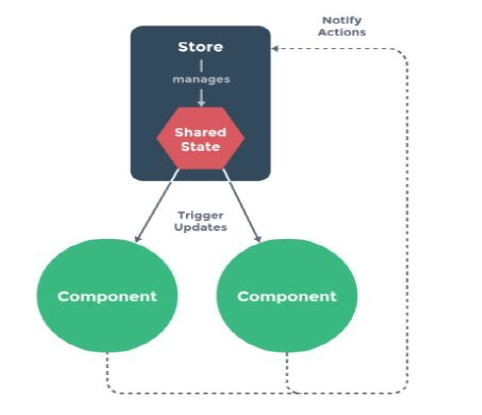 Notify
Actions
Store
manages
Shared
State
Trigger
Updates
Component
Component